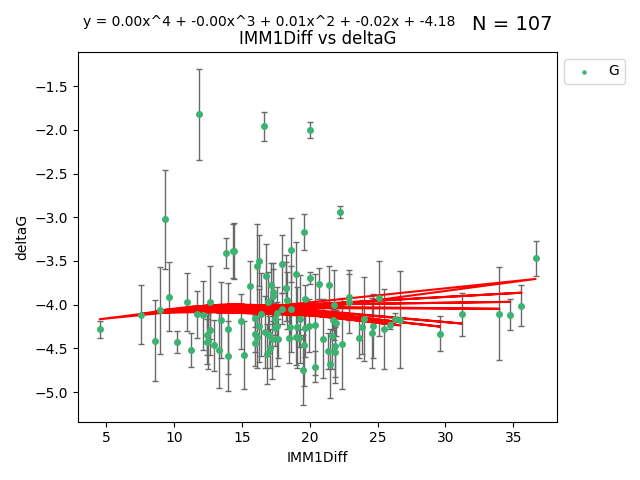 y = 0.00x^4 + -0.00x^3 + 0.01x^2 + -0.02x + -4.18
N = 107
IMM1Diff vs deltaG
G
−1.5
−2.0
−2.5
−3.0
−3.5
−4.0
−4.5
−5.0
deltaG
5 10 15 20 25 30 35
IMM1Diff